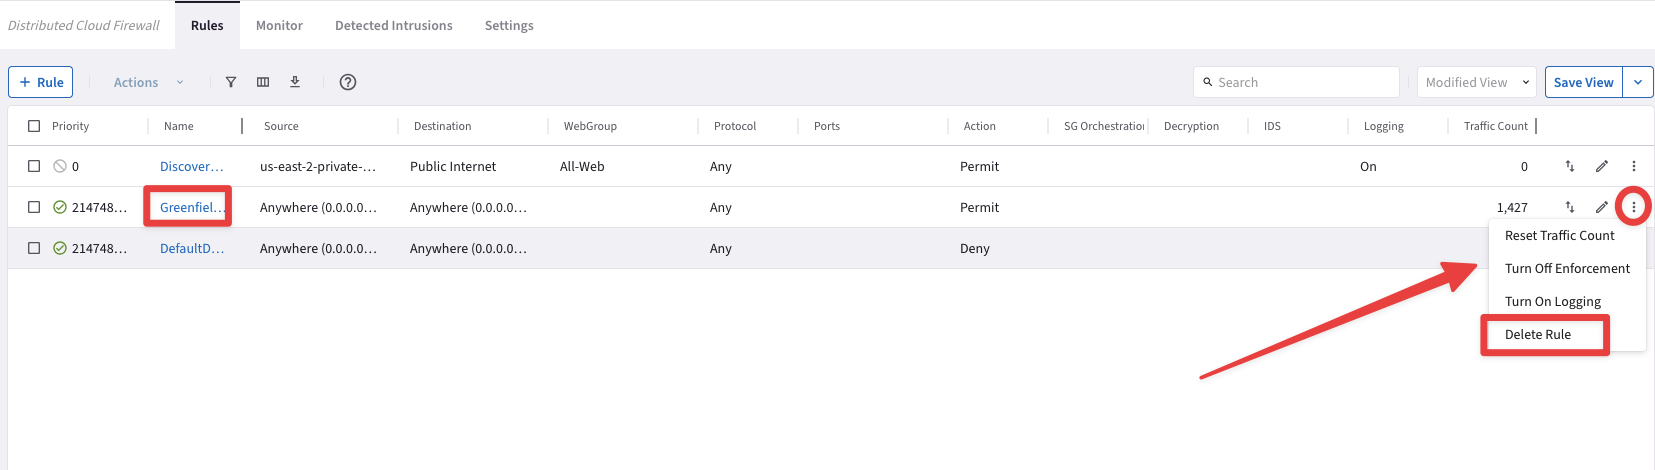 Distributed Cloud Firewall Rules Monitor Detected Intrusions Settings
+ Rule Actions Search Modified View Save View
Priority Name Source Destination WebGroup Protocol Ports Action SG Orchestration Decryption IDS Logging Traffic Count
0 Discover... us-east-2-private-... Public Internet All-Web Any Permit On 0
214748... Greenfiel... Anywhere (0.0.0.0... Anywhere (0.0.0.0... Any Permit 1,427
214748... DefaultD... Anywhere (0.0.0.0... Anywhere (0.0.0.0... Any Deny
Reset Traffic Count
Turn Off Enforcement
Turn On Logging
Delete Rule